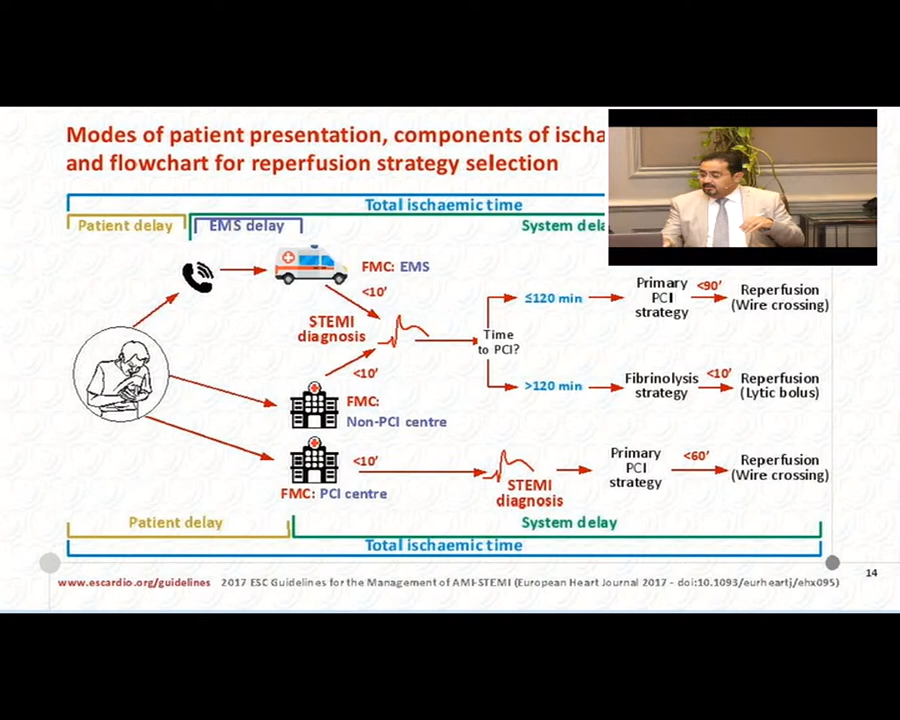 Modes of patient presentation, components of ischa
and flowchart for reperfusion strategy selection
Total ischaemic time
Patient delay
EMS delay
System dela
FMC: EMS
<10'
STEMI
diagnosis
<10'
Time
to PCI?
≤120 min
Primary
PCI
strategy
<90'
Reperfusion
(Wire crossing)
>120 min
Fibrinolysis
strategy
<10'
Reperfusion
(Lytic bolus)
FMC:
Non-PCI centre
<10'
FMC: PCI centre
STEMI
diagnosis
Primary
PCI
strategy
<60'
Reperfusion
(Wire crossing)
Patient delay
System delay
Total ischaemic time
www.escardio.org/guidelines 2017 ESC Guidelines for the Management of AMI-STEMI (European Heart Journal 2017 - doi:10.1093/eurheartj/ehx095)
14